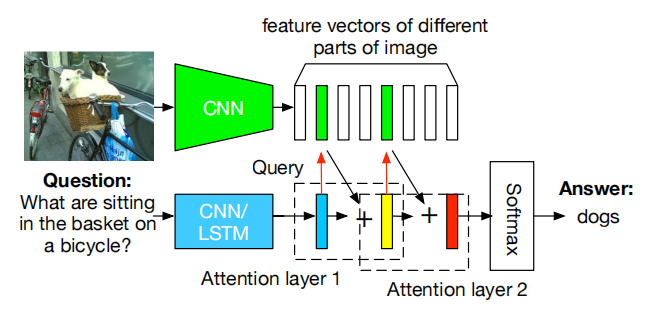 feature vectors of different
parts of image
CNN
Query
Question:
What are sitting
in the basket on
a bicycle?
CNN/
LSTM
+
+
Softmax
Answer:
dogs
Attention layer 1
Attention layer 2